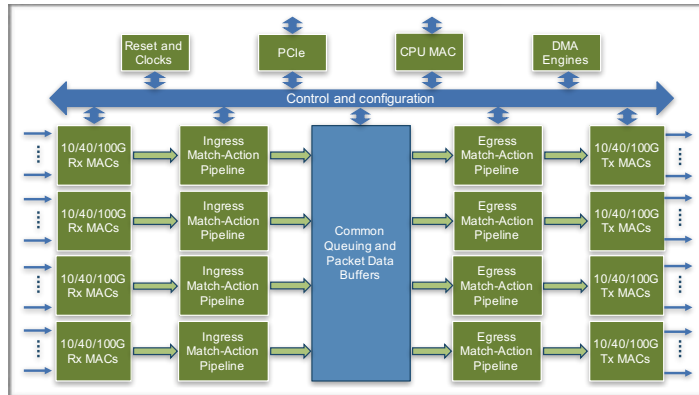 Reset and
Clocks
PCIe
CPU MAC
DMA
Engines
Control and configuration
10/40/100G
Rx MACs
Ingress
Match-Action
Pipeline
Egress
Match-Action
Pipeline
10/40/100G
Tx MACs
10/40/100G
Rx MACs
Ingress
Match-Action
Pipeline
Common
Queuing and
Packet Data
Buffers
Egress
Match-Action
Pipeline
10/40/100G
Tx MACs
10/40/100G
Rx MACs
Ingress
Match-Action
Pipeline
Egress
Match-Action
Pipeline
10/40/100G
Tx MACs
10/40/100G
Rx MACs
Ingress
Match-Action
Pipeline
Egress
Match-Action
Pipeline
10/40/100G
Tx MACs